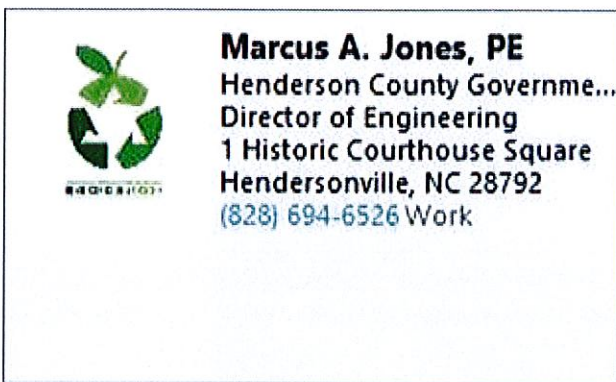 Marcus A. Jones, PE
Henderson County Governme...
Director of Engineering
1 Historic Courthouse Square
Hendersonville, NC 28792
(828) 694-6526 Work